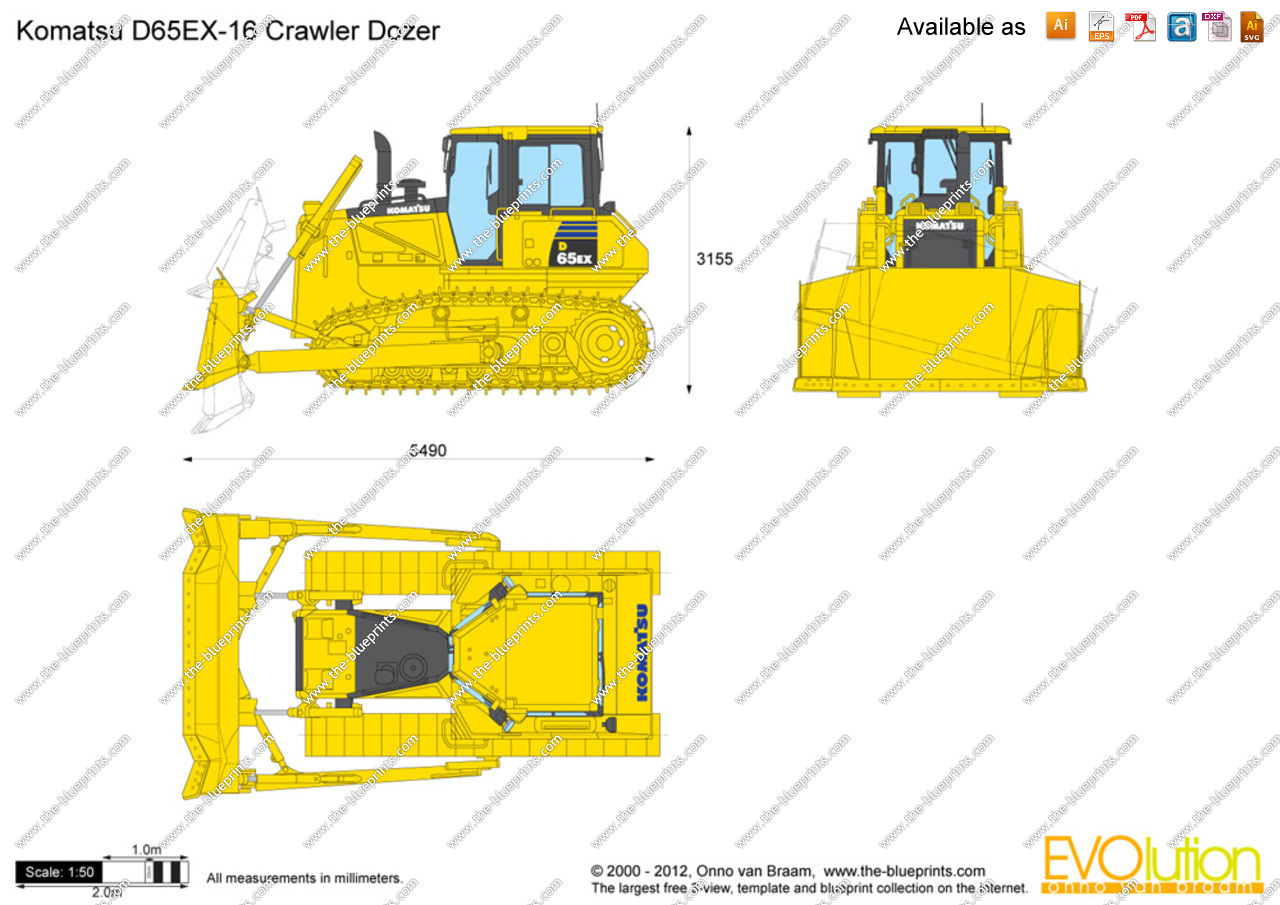 Komatsu D65EX-16 Crawler Dozer
Available as
Ai
EPS
PDF
a
DXF
Ai
SVG
KOMATSU
D
65EX
3155
KOMATSU
5490
KOMATSU
1.0m
Scale: 1:50
2.0m
All measurements in millimeters.
© 2000 - 2012, Onno van Braam, www.the-blueprints.com
The largest free 3-view, template and blueprint collection on the internet.
EVOlution
onno van braam
www.the-blueprints.com